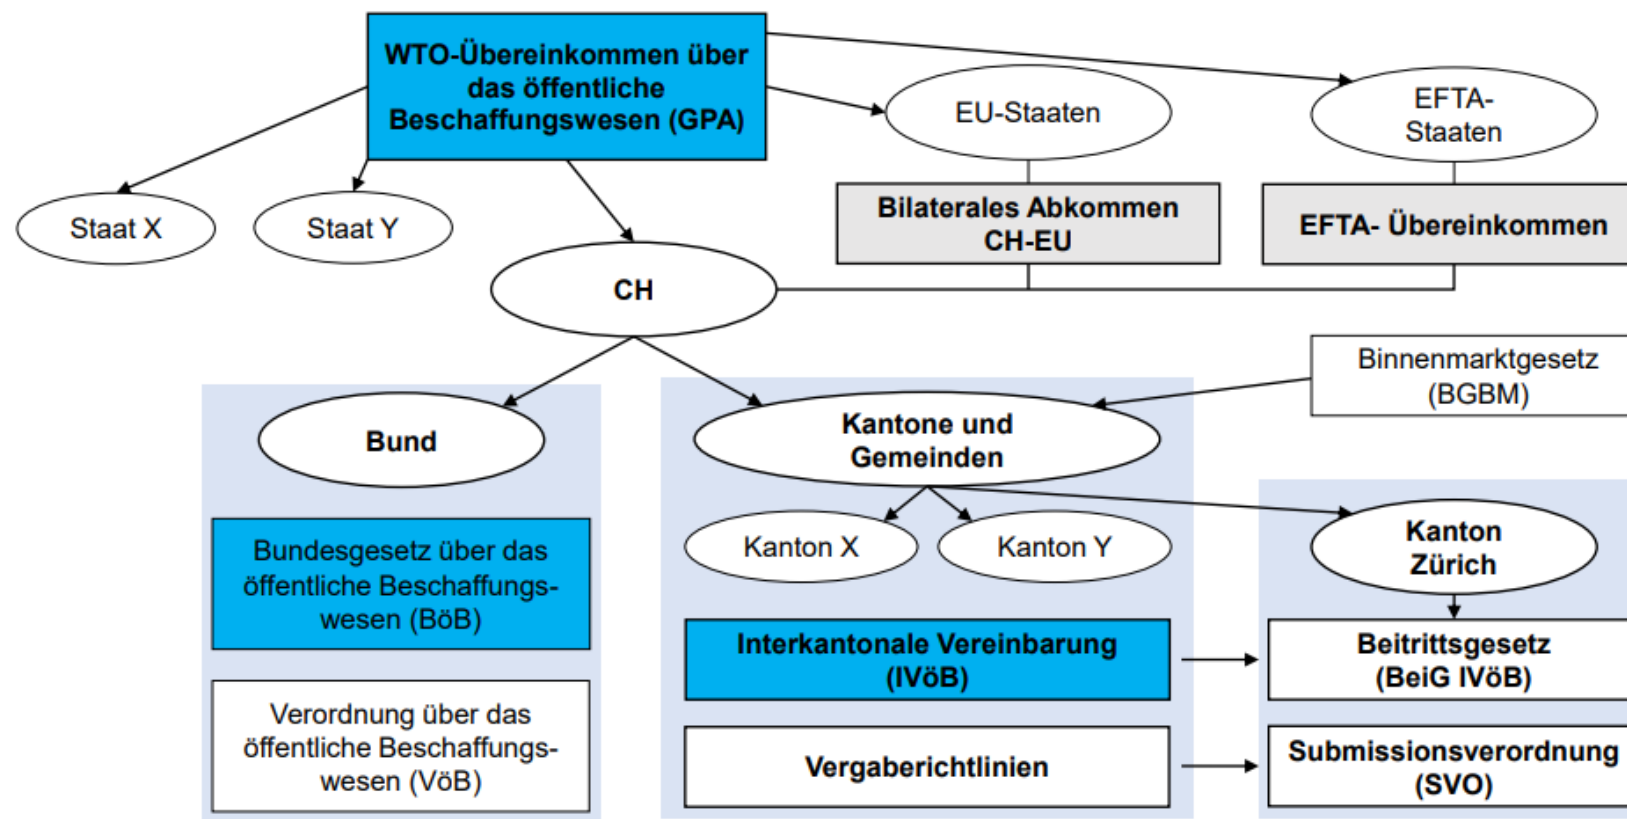 WTO-Übereinkommen über
das öffentliche
Beschaffungswesen (GPA)
EU-Staaten
EFTA-
Staaten
Staat X
Staat Y
Bilaterales Abkommen
CH-EU
EFTA- Übereinkommen
CH
Binnenmarktgesetz
(BGBM)
Bund
Kantone und
Gemeinden
Kanton X
Kanton Y
Kanton
Zürich
Bundesgesetz über das
öffentliche Beschaffungs-
wesen (BöB)
Interkantonale Vereinbarung
(IVöB)
Beitrittsgesetz
(BeiG IVöB)
Verordnung über das
öffentliche Beschaffungs-
wesen (VöB)
Vergaberichtlinien
Submissionsverordnung
(SVO)